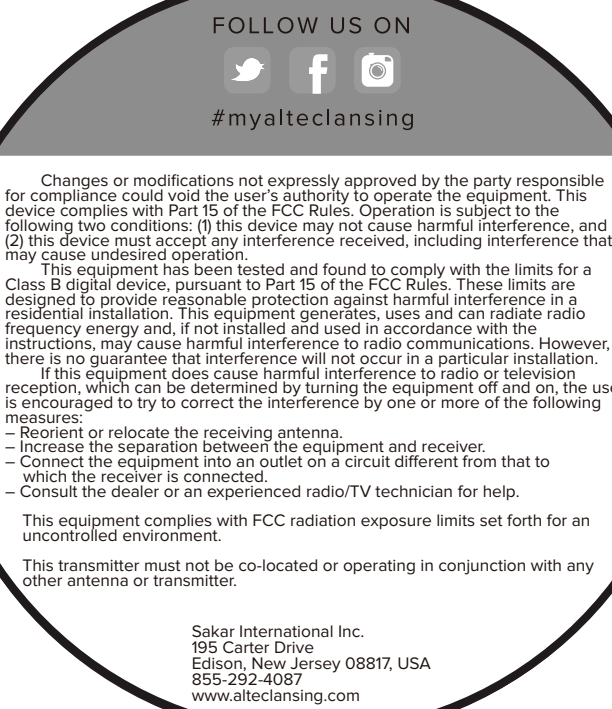 FOLLOW US ON
#myalteclansing
Changes or modifications not expressly approved by the party responsible
for compliance could void the user's authority to operate the equipment. This
device complies with Part 15 of the FCC Rules. Operation is subject to the
following two conditions: (1) this device may not cause harmful interference, and
(2) this device must accept any interference received, including interference that
may cause undesired operation.
This equipment has been tested and found to comply with the limits for a
Class B digital device, pursuant to Part 15 of the FCC Rules. These limits are
designed to provide reasonable protection against harmful interference in a
residential installation. This equipment generates, uses and can radiate radio
frequency energy and, if not installed and used in accordance with the
instructions, may cause harmful interference to radio communications. However,
there is no guarantee that interference will not occur in a particular installation.
If this equipment does cause harmful interference to radio or television
reception, which can be determined by turning the equipment off and on, the
is encouraged to try to correct the interference by one or more of the following
measures:
– Reorient or relocate the receiving antenna.
– Increase the separation between the equipment and receiver.
– Connect the equipment into an outlet on a circuit different from that to
which the receiver is connected.
– Consult the dealer or an experienced radio/TV technician for help.
This equipment complies with FCC radiation exposure limits set forth for an
uncontrolled environment.
This transmitter must not be co-located or operating in conjunction with any
other antenna or transmitter.
Sakar International Inc.
195 Carter Drive
Edison, New Jersey 08817, USA
855-292-4087
www.alteclansing.com